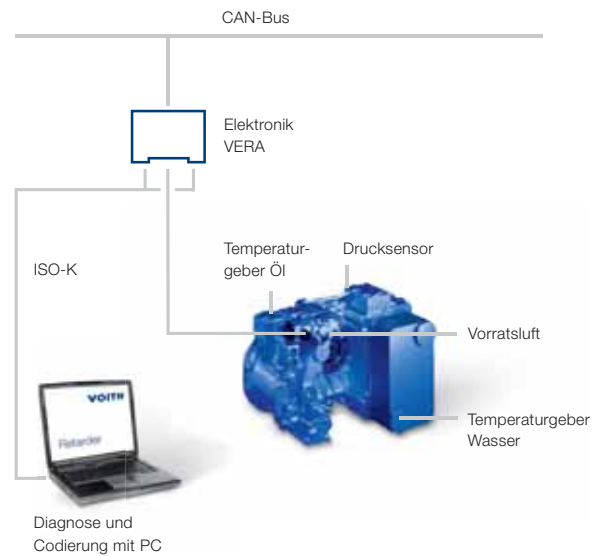 CAN-Bus
Elektronik
VERA
Temperatur-
geber Öl
Drucksensor
ISO-K
Vorratsluft
VOITH
Retarder
Temperaturgeber
Wasser
Diagnose und
Codierung mit PC